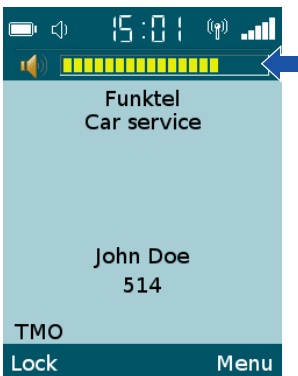 15:01
Funktel
Car service
John Doe
514
TMO
Lock Menu